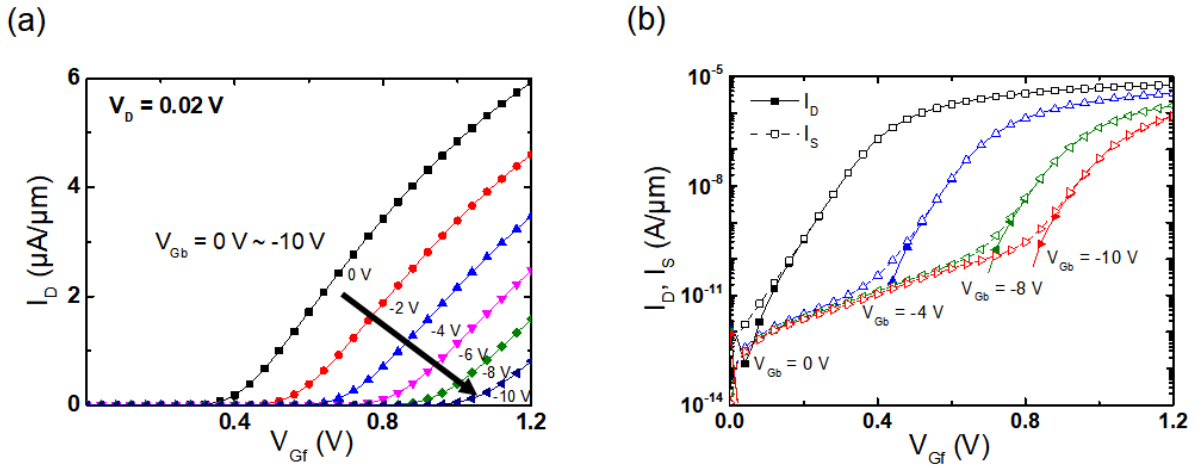 (a)
(b)
6
4
2
0
I_D (μA/μm)
V_D = 0.02 V
V_Gb = 0 V ~ -10 V
0 V
-2 V
-4 V
-6 V
-8 V
-10 V
0.4 0.8 1.2
V_Gf (V)
10^-5
10^-8
10^-11
10^-14
I_D, I_S (A/μm)
I_D
I_S
V_Gb = -10 V
V_Gb = -8 V
V_Gb = -4 V
V_Gb = 0 V
0.0 0.4 0.8 1.2
V_Gf (V)